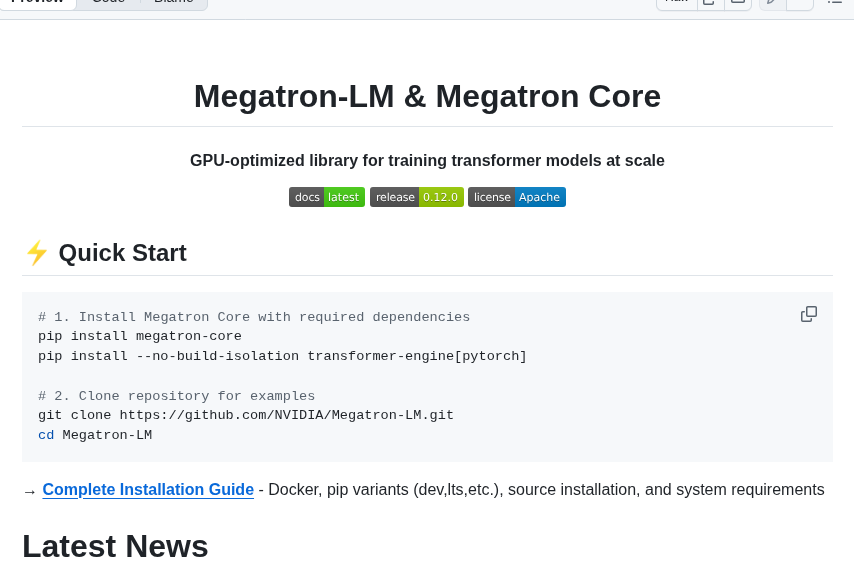 Preview Code Blame Raw
Megatron-LM & Megatron Core
GPU-optimized library for training transformer models at scale
docs latest release 0.12.0 license Apache
⚡ Quick Start
# 1. Install Megatron Core with required dependencies
pip install megatron-core
pip install --no-build-isolation transformer-engine[pytorch]
# 2. Clone repository for examples
git clone https://github.com/NVIDIA/Megatron-LM.git
cd Megatron-LM
→ Complete Installation Guide - Docker, pip variants (dev,lts,etc.), source installation, and system requirements
Latest News